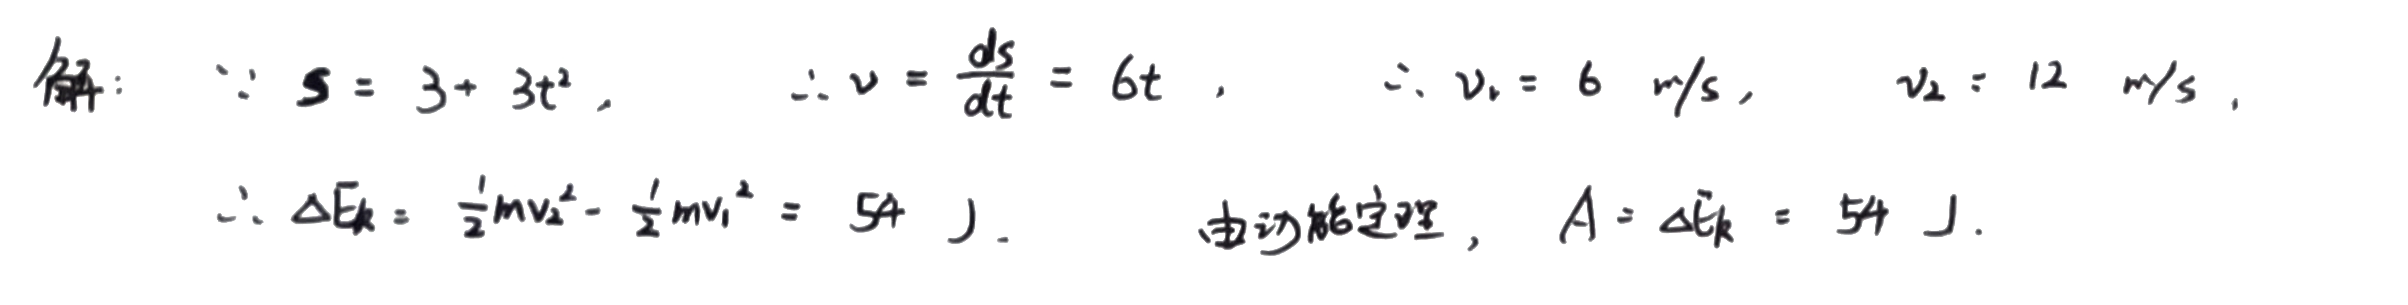 解: ∵ s = 3 + 3t², ∴ v = ds/dt = 6t, ∴ v₁ = 6 m/s, v₂ = 12 m/s.
∴ ΔEk = ½mv₂² - ½mv₁² = 54 J. 由动能定理, A = ΔEk = 54 J.